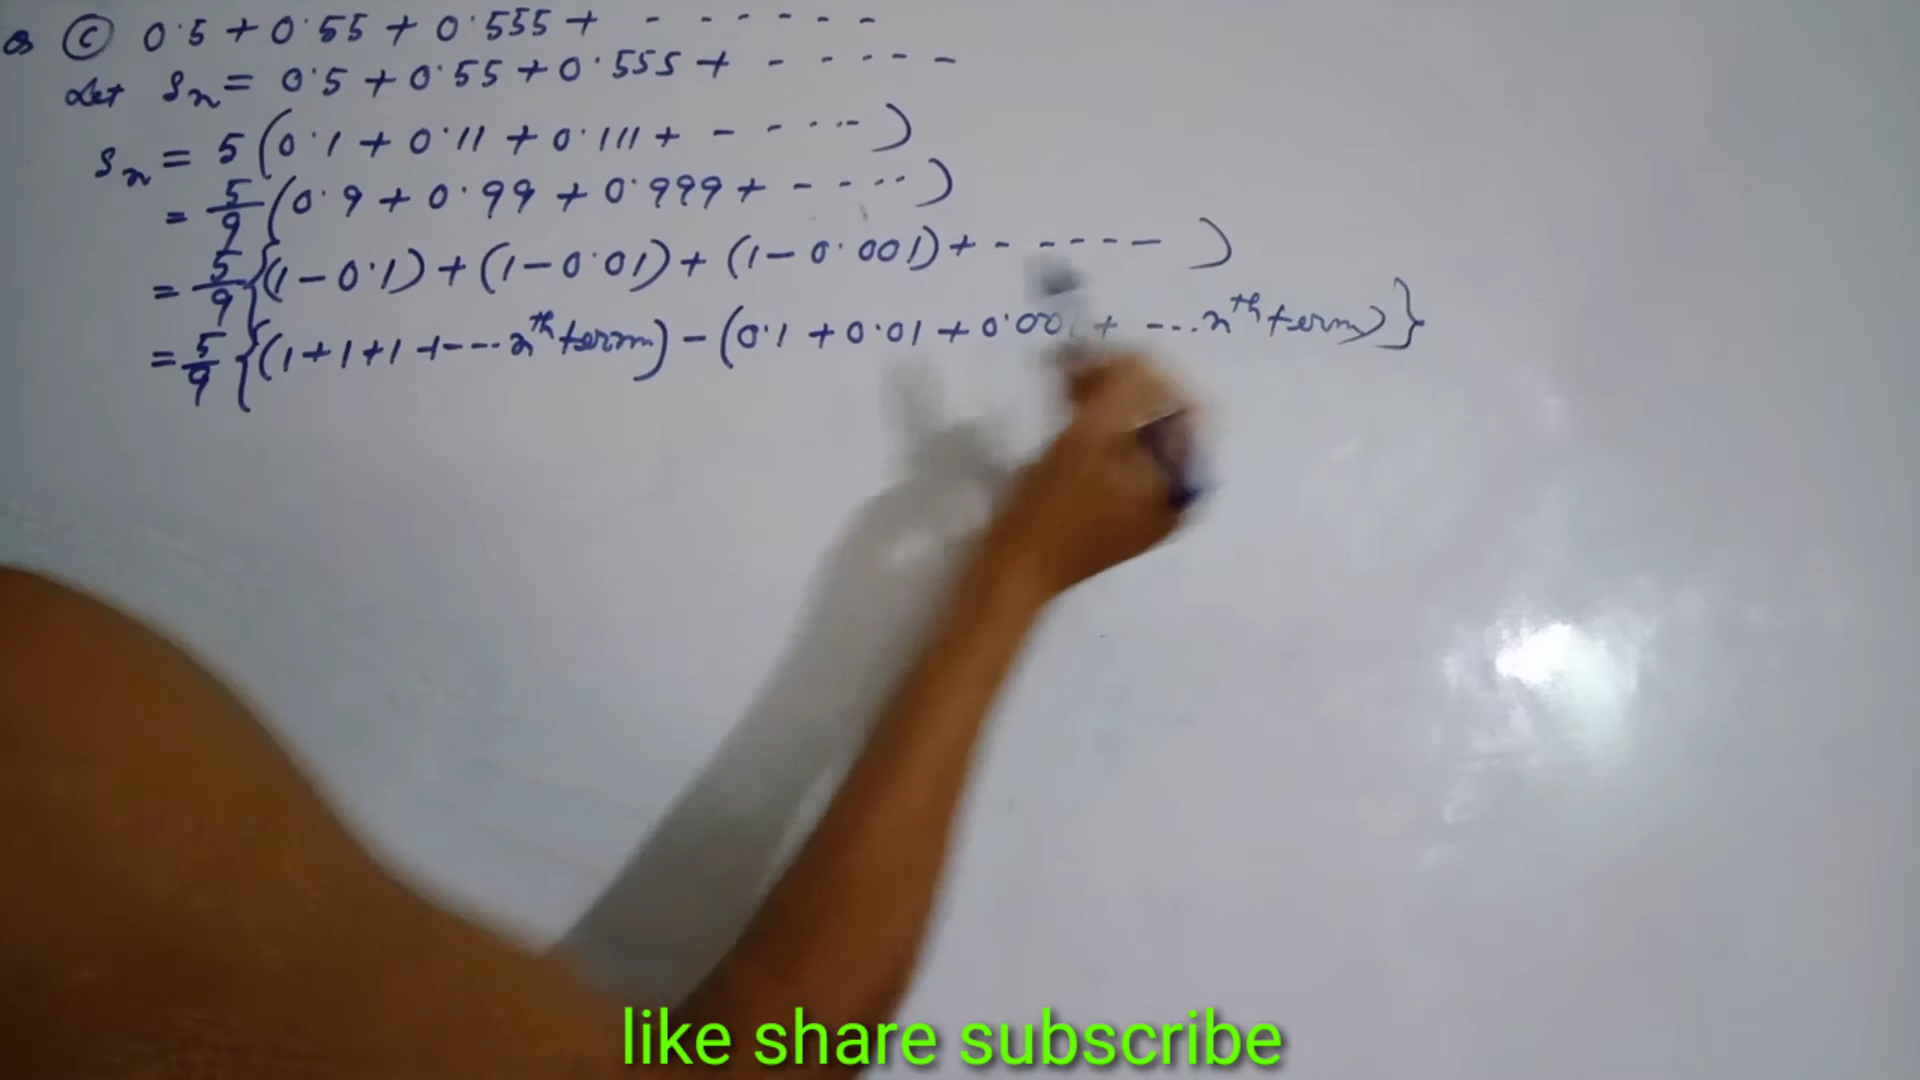 Q5 (c) 0.5 + 0.55 + 0.555 + - - - - - -
Let Sn = 0.5 + 0.55 + 0.555 + - - - - -
Sn = 5 (0.1 + 0.11 + 0.111 + - - - - -)
= 5/9 (0.9 + 0.99 + 0.999 + - - - - -)
= 5/9 {(1 - 0.1) + (1 - 0.01) + (1 - 0.001) + - - - - - )
= 5/9 {(1 + 1 + 1 + - - ... nth term) - (0.1 + 0.01 + 0.001 + - ... nth term)}
like share subscribe